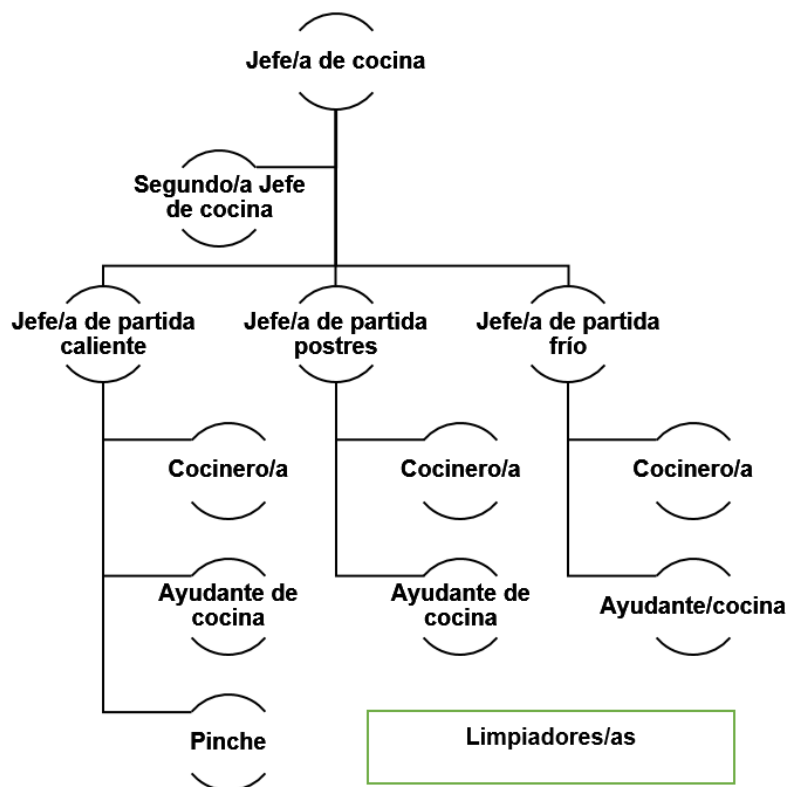 Jefe/a de cocina
Segundo/a Jefe
de cocina
Jefe/a de partida
caliente
Jefe/a de partida
postres
Jefe/a de partida
frío
Cocinero/a
Cocinero/a
Cocinero/a
Ayudante de
cocina
Ayudante de
cocina
Ayudante/cocina
Pinche
Limpiadores/as